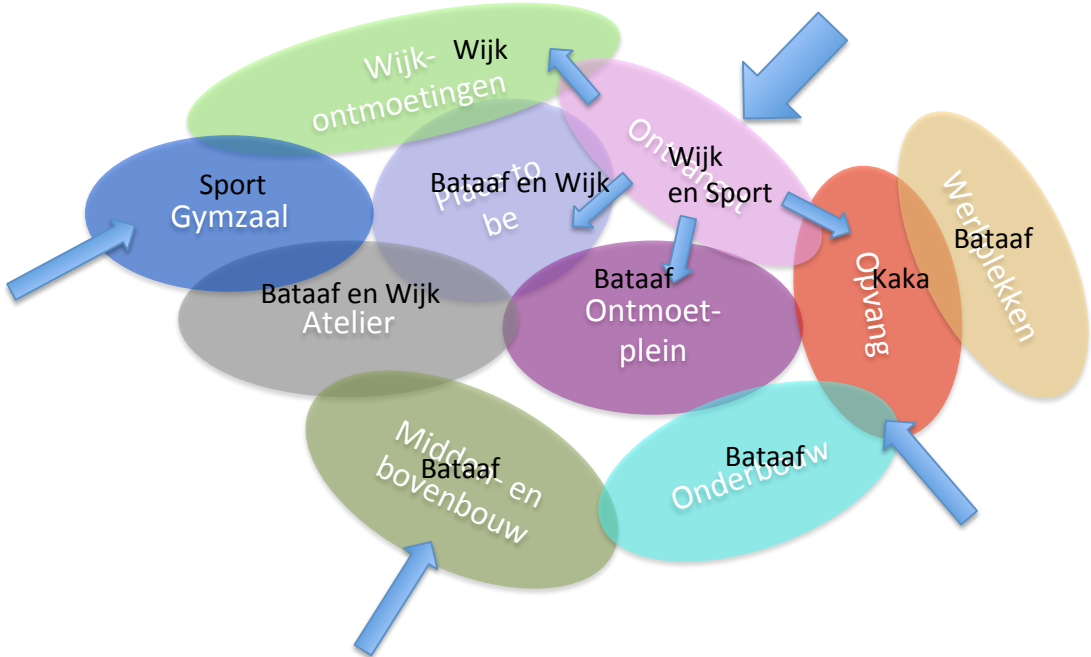 Wijk-
ontmoetingen
Wijk
Ontvangst
Wijk
en Sport
Place to
be
Bataaf en Wijk
Sport
Gymzaal
Werkplekken
Bataaf
Opvang
Kaka
Bataaf en Wijk
Atelier
Bataaf
Ontmoet-
plein
Midden- en
bovenbouw
Bataaf
Onderbouw
Bataaf